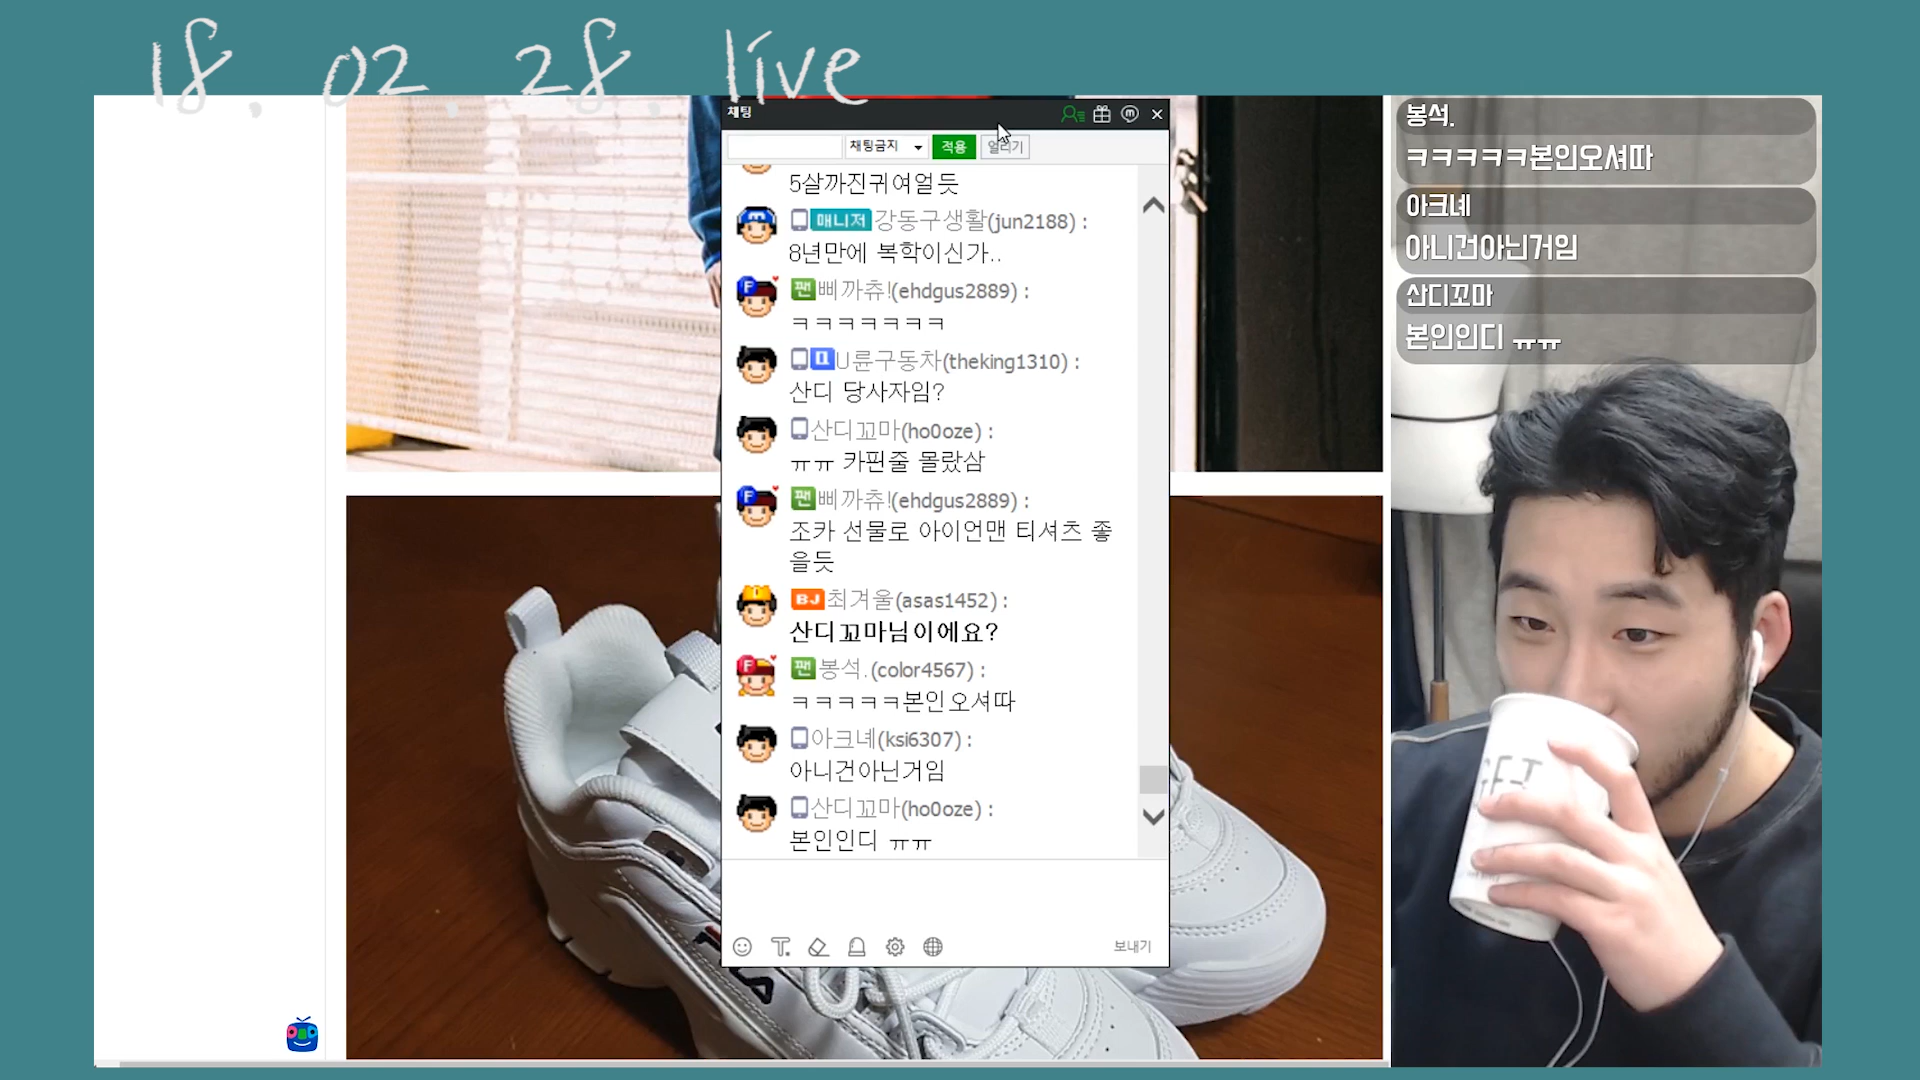 18. 02. 28. live
채팅
채팅금지
적용
얼리기
5살까진귀여얼듯
매니저 강동구생활(jun2188) :
8년만에 복학이신가..
팬 삐까츄!(ehdgus2889) :
ㅋㅋㅋㅋㅋㅋㅋ
U륜구동차(theking1310) :
산디 당사자임?
산디꼬마(ho0oze) :
ㅠㅠ 카핀줄 몰랐삼
팬 삐까츄!(ehdgus2889) :
조카 선물로 아이언맨 티셔츠 좋
을듯
BJ 최겨울(asas1452) :
산디꼬마님이에요?
팬 봉석.(color4567) :
ㅋㅋㅋㅋㅋ본인오셔따
아크녜(ksi6307) :
아니건아닌거임
산디꼬마(ho0oze) :
본인인디 ㅠㅠ
보내기
봉석.
ㅋㅋㅋㅋㅋ본인오셔따
아크녜
아니건아닌거임
산디꼬마
본인인디 ㅠㅠ